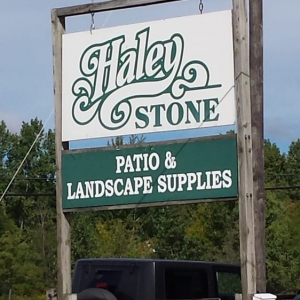 Haley
STONE
PATIO &
LANDSCAPE SUPPLIES